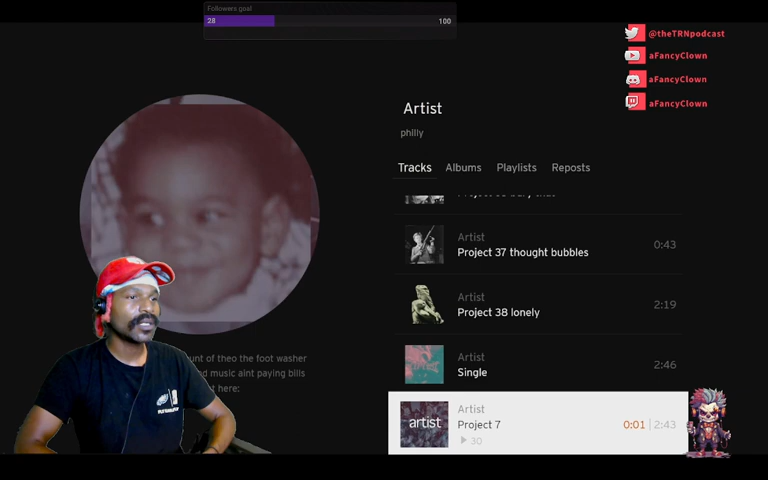 Followers goal
28
100
@theTRNpodcast
aFancyClown
aFancyClown
aFancyClown
Artist
philly
Tracks
Albums
Playlists
Reposts
Artist
Project 37 thought bubbles
0:43
Artist
Project 38 lonely
2:19
Artist
Single
2:46
artist
Artist
Project 7
0:01 | 2:43
30
unt of theo the foot washer
d music aint paying bills
t here: